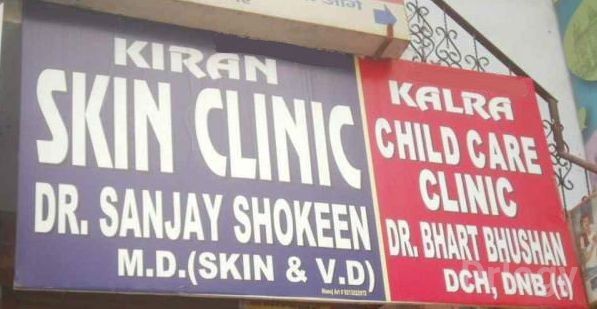 KIRAN
SKIN CLINIC
DR. SANJAY SHOKEEN
M.D.(SKIN & V.D)
KALRA
CHILD CARE
CLINIC
DR. BHART BHUSHAN
DCH, DNB (t)